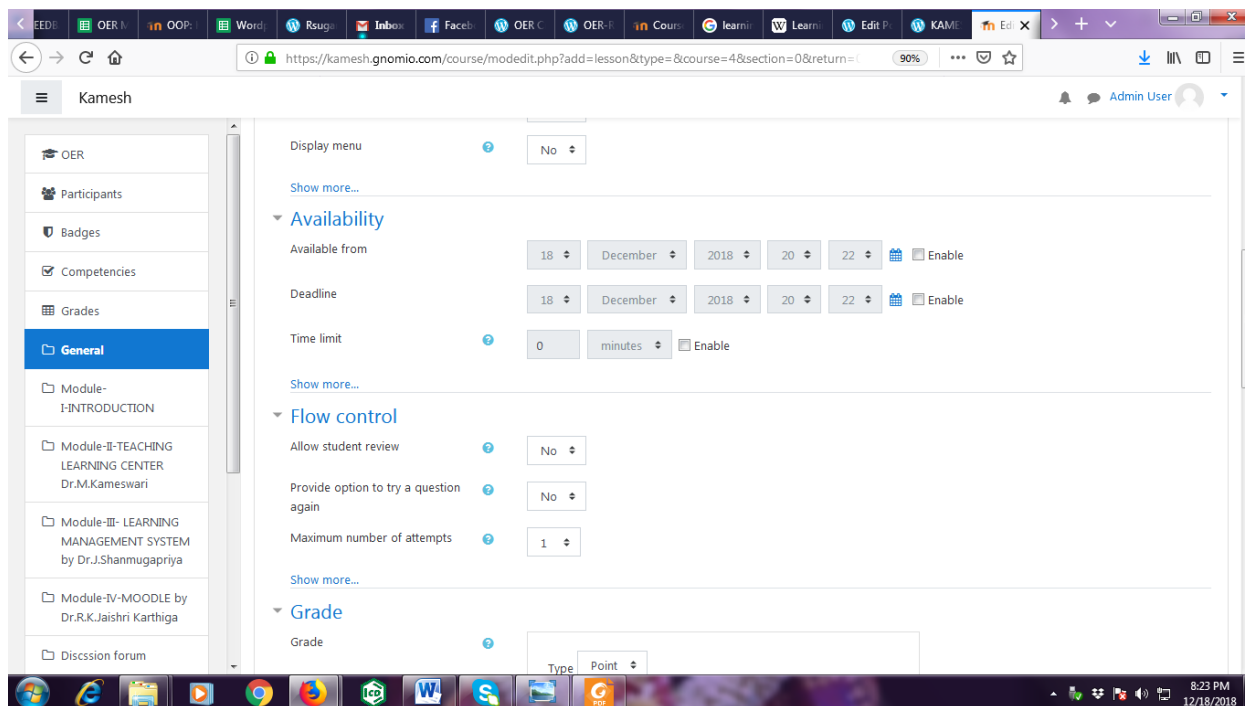 EEDB OER M OOP: Wordp Rsuga Inbox Faceb OER C OER-R Cours learnin Learnin Edit Po KAME Edi
https://kamesh.gnomio.com/course/modedit.php?add=lesson&type=&course=4&section=0&return= 90%
Kamesh Admin User
OER
Participants
Badges
Competencies
Grades
General
Module-
I-INTRODUCTION
Module-II-TEACHING
LEARNING CENTER
Dr.M.Kameswari
Module-III- LEARNING
MANAGEMENT SYSTEM
by Dr.J.Shanmugapriya
Module-IV-MOODLE by
Dr.R.K.Jaishri Karthiga
Discssion forum
Display menu No
Show more...
Availability
Available from 18 December 2018 20 22 Enable
Deadline 18 December 2018 20 22 Enable
Time limit 0 minutes Enable
Show more...
Flow control
Allow student review No
Provide option to try a question
again No
Maximum number of attempts 1
Show more...
Grade
Grade
Type Point
8:23 PM
12/18/2018